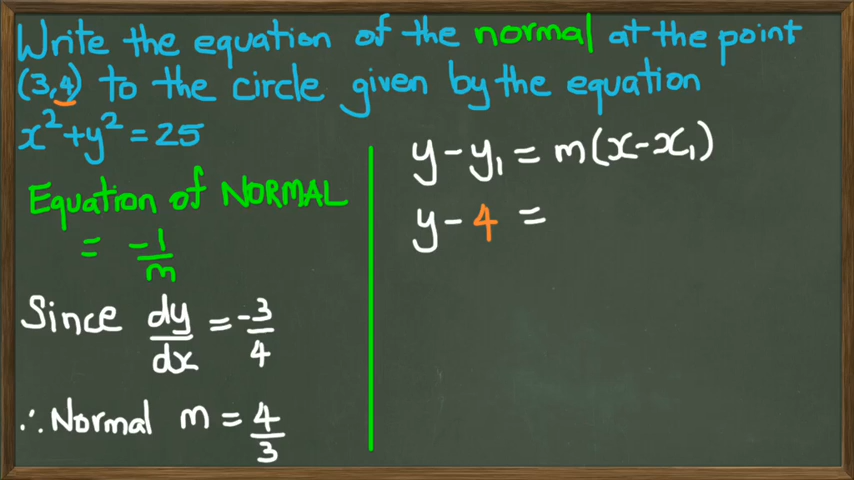 Write the equation of the normal at the point
(3,4) to the circle given by the equation
x²+y²=25
Equation of NORMAL
= -1/m
Since dy/dx = -3/4
∴ Normal m = 4/3
y-y₁ = m(x-x₁)
y-4 =